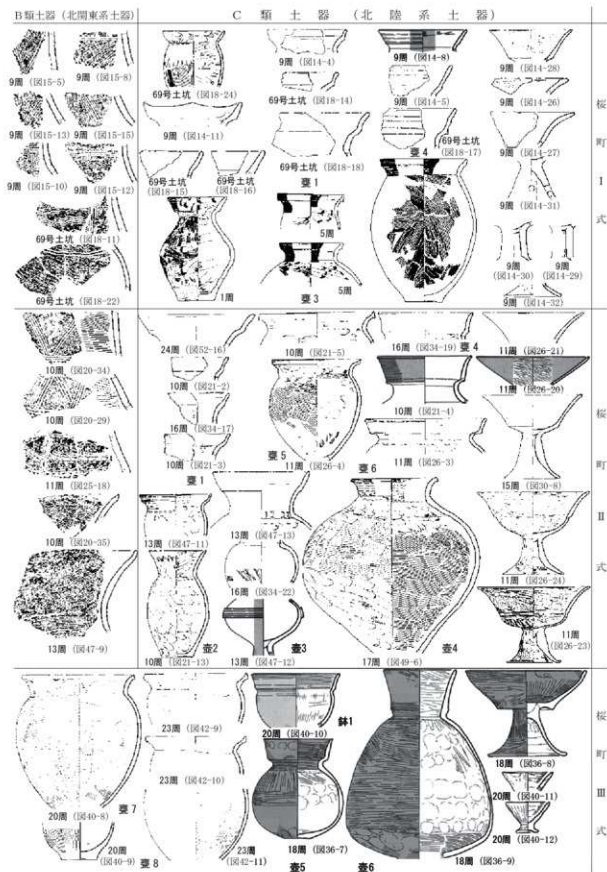 B類土器（北関東系土器）
C 類 土 器 （北 陸 系 土 器）
9周（図15-5）
9周（図15-8）
9周（図15-13）
9周（図15-15）
9周（図15-10）
9周（図15-12）
69号土坑（図18-11）
69号土坑（図18-22）
69号土坑（図18-24）
9周（図14-4）
9周（図14-8）
9周（図14-28）
69号土坑（図18-14）
9周（図14-5）
9周（図14-26）
9周（図14-11）
69号土坑（図18-18）
甕4
69号土坑（図18-17）
9周（図14-27）
69号土坑（図18-15）
69号土坑（図18-16）
甕1
9周（図14-31）
5周
甕3
5周
1周
9周（図14-30）
9周（図14-29）
9周（図14-32）
桜町Ⅰ式
10周（図20-34）
10周（図20-29）
11周（図25-18）
10周（図20-35）
13周（図47-9）
24周（図52-16）
10周（図21-5）
16周（図34-19）
甕4
11周（図26-21）
10周（図21-2）
16周（図34-17）
10周（図21-3）
甕1
甕5
11周（図26-4）
10周（図21-4）
甕6
11周（図26-3）
11周（図26-20）
15周（図30-8）
13周（図47-11）
13周（図47-13）
16周（図34-22）
11周（図26-24）
10周（図21-13）
壺2
13周（図47-12）
壺3
17周（図49-6）
壺4
11周（図26-23）
桜町Ⅱ式
20周（図40-8）
甕7
20周（図40-9）
甕8
23周（図42-9）
23周（図42-10）
23周（図42-11）
20周（図40-10）
鉢1
18周（図36-7）
壺5
壺6
18周（図36-9）
18周（図36-8）
20周（図40-11）
20周（図40-12）
桜町Ⅲ式